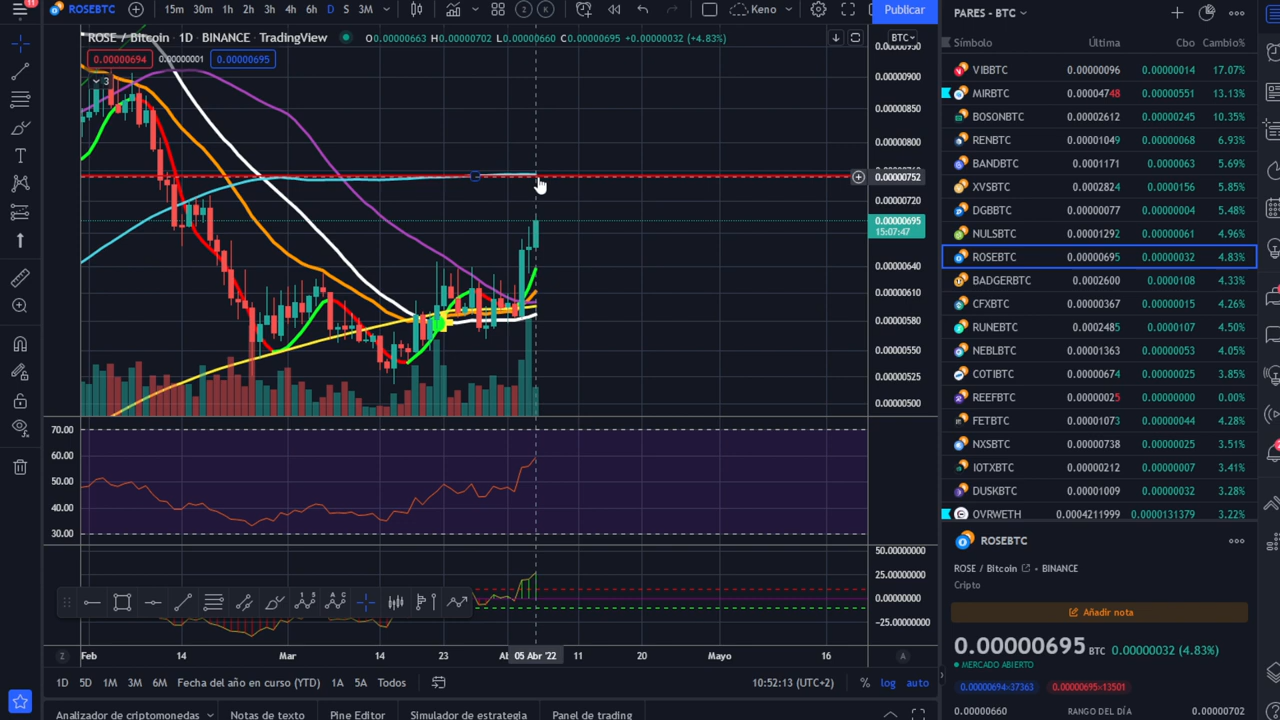 11
ROSEBTC
15m 30m 1h 2h 3h 4h 6h D S 3M
2 K
Keno
Publicar
ROSE / Bitcoin · 1D · BINANCE · TradingView
O0.00000663 H0.00000702 L0.00000660 C0.00000695 +0.00000032 (+4.83%)
BTC
0.00000694
0.00000001
0.00000695
3
0.00000950
0.00000900
0.00000850
0.00000800
0.00000752
0.00000720
0.00000695
15:07:47
0.00000640
0.00000610
0.00000580
0.00000550
0.00000525
0.00000500
70.00
60.00
50.00
40.00
30.00
50.00000000
25.00000000
0.00000000
-25.00000000
Z
Feb
14
Mar
14
23
05 Abr '22
11
20
Mayo
16
A
1D 5D 1M 3M 6M Fecha del año en curso (YTD) 1A 5A Todos
10:52:13 (UTC+2)
% log auto
Analizador de criptomonedas
Notas de texto
Pine Editor
Simulador de estrategia
Panel de trading
PARES - BTC
Símbolo Última Cbo Cambio%
VIBBTC 0.00000096 0.00000014 17.07%
MIRBTC 0.00004748 0.00000551 13.13%
BOSONBTC 0.00002612 0.00000245 10.35%
RENBTC 0.00001049 0.00000068 6.93%
BANDBTC 0.0001171 0.000063 5.69%
XVSBTC 0.0002824 0.0000156 5.85%
DGBBTC 0.00000077 0.00000004 5.48%
NULSBTC 0.00001292 0.00000061 4.96%
ROSEBTC 0.00000695 0.00000032 4.83%
BADGERBTC 0.0002600 0.0000108 4.33%
CFXBTC 0.00000367 0.00000015 4.26%
RUNEBTC 0.0002485 0.0000107 4.50%
NEBLBTC 0.00001363 0.00000053 4.05%
COTIBTC 0.00000674 0.00000025 3.85%
REEFBTC 0.00000025 0.00000000 0.00%
FETBTC 0.00001073 0.00000044 4.28%
NXSBTC 0.00000738 0.00000025 3.51%
IOTXBTC 0.00000212 0.00000007 3.41%
DUSKBTC 0.00001009 0.00000032 3.28%
OVRWETH 0.0004211999 0.0000131379 3.22%
ROSEBTC
ROSE / Bitcoin · BINANCE
Cripto
Añadir nota
0.00000695 BTC 0.00000032 (4.83%)
MERCADO ABIERTO
0.00000694×37363
0.00000695×13501
0.00000660 RANGO DEL DÍA 0.00000702